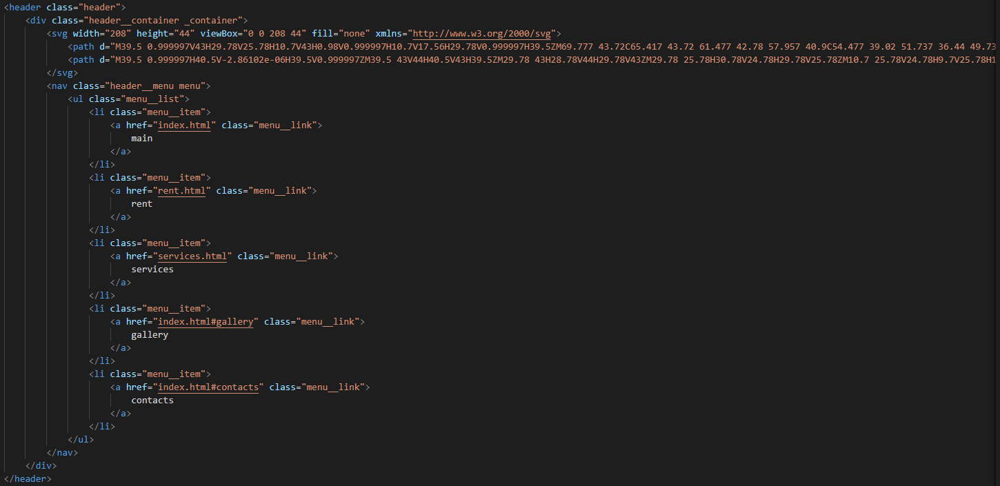 <header class="header">
<div class="header__container _container">
<svg width="208" height="44" viewBox="0 0 208 44" fill="none" xmlns="http://www.w3.org/2000/svg">
<path d="M39.5 0.999997V43H29.78V25.78H10.7V43H0.98V0.999997H10.7V17.56H29.78V0.999997H39.5ZM69.777 43.72C65.417 43.72 61.477 42.78 57.957 40.9C54.477 39.02 51.737 36.44 49.73
<path d="M39.5 0.999997H40.5V-2.86102e-06H39.5V0.999997ZM39.5 43V44H40.5V43H39.5ZM29.78 43H28.78V44H29.78V43ZM29.78 25.78H30.78V24.78H29.78V25.78ZM10.7 25.78V24.78H9.7V25.78H1
</svg>
<nav class="header__menu menu">
<ul class="menu__list">
<li class="menu__item">
<a href="index.html" class="menu__link">
main
</a>
</li>
<li class="menu__item">
<a href="rent.html" class="menu__link">
rent
</a>
</li>
<li class="menu__item">
<a href="services.html" class="menu__link">
services
</a>
</li>
<li class="menu__item">
<a href="index.html#gallery" class="menu__link">
gallery
</a>
</li>
<li class="menu__item">
<a href="index.html#contacts" class="menu__link">
contacts
</a>
</li>
</ul>
</nav>
</div>
</header>